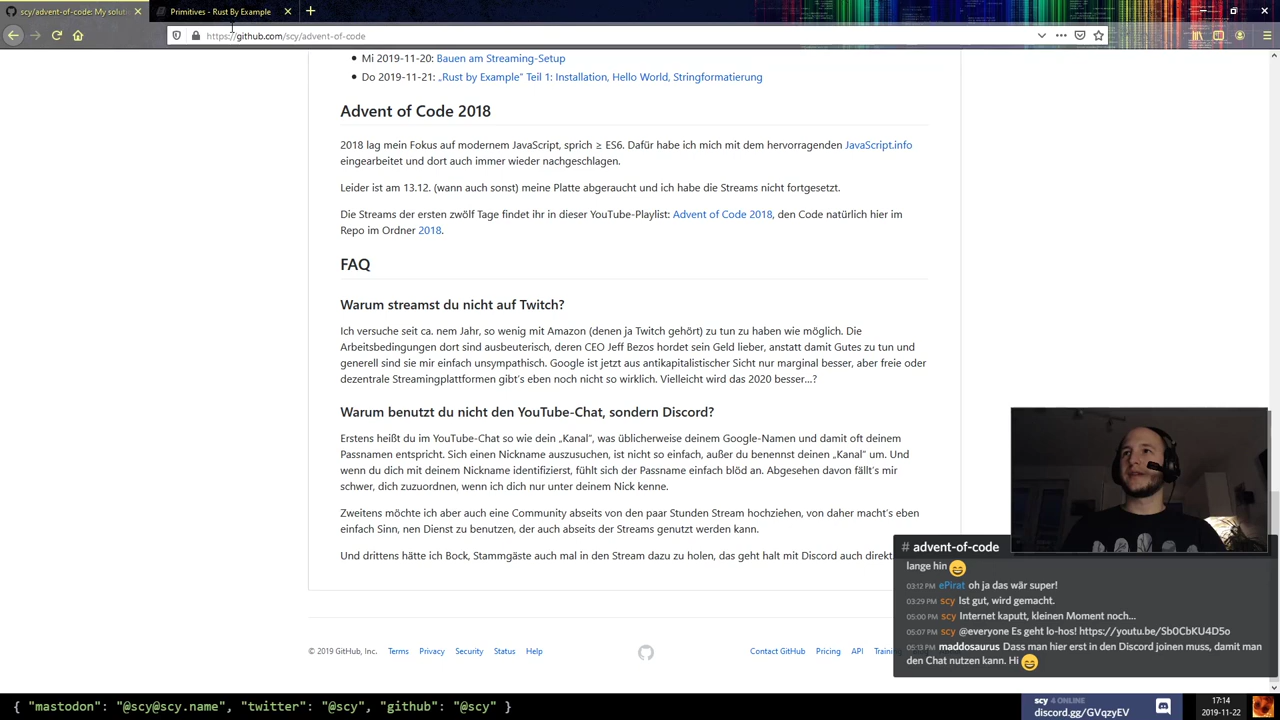 scy/advent-of-code: My soluti
Primitives - Rust By Example
https://github.com/scy/advent-of-code
Mi 2019-11-20: Bauen am Streaming-Setup
Do 2019-11-21: „Rust by Example“ Teil 1: Installation, Hello World, Stringformatierung
Advent of Code 2018
2018 lag mein Fokus auf modernem JavaScript, sprich ≥ ES6. Dafür habe ich mich mit dem hervorragenden JavaScript.info
eingearbeitet und dort auch immer wieder nachgeschlagen.
Leider ist am 13.12. (wann auch sonst) meine Platte abgeraucht und ich habe die Streams nicht fortgesetzt.
Die Streams der ersten zwölf Tage findet ihr in dieser YouTube-Playlist: Advent of Code 2018, den Code natürlich hier im
Repo im Ordner 2018.
FAQ
Warum streamst du nicht auf Twitch?
Ich versuche seit ca. nem Jahr, so wenig mit Amazon (denen ja Twitch gehört) zu tun zu haben wie möglich. Die
Arbeitsbedingungen dort sind ausbeuterisch, deren CEO Jeff Bezos hordet sein Geld lieber, anstatt damit Gutes zu tun und
generell sind sie mir einfach unsympathisch. Google ist jetzt aus antikapitalistischer Sicht nur marginal besser, aber freie oder
dezentrale Streamingplattformen gibt's eben noch nicht so wirklich. Vielleicht wird das 2020 besser…?
Warum benutzt du nicht den YouTube-Chat, sondern Discord?
Erstens heißt du im YouTube-Chat so wie dein „Kanal“, was üblicherweise deinem Google-Namen und damit oft deinem
Passnamen entspricht. Sich einen Nickname auszusuchen, ist nicht so einfach, außer du benennst deinen „Kanal“ um. Und
wenn du dich mit deinem Nickname identifizierst, fühlt sich der Passname einfach blöd an. Abgesehen davon fällt's mir
schwer, dich zuzuordnen, wenn ich dich nur unter deinem Nick kenne.
Zweitens möchte ich aber auch eine Community abseits von den paar Stunden Stream hochziehen, von daher macht's eben
einfach Sinn, nen Dienst zu benutzen, der auch abseits der Streams genutzt werden kann.
Und drittens hätte ich Bock, Stammgäste auch mal in den Stream dazu zu holen, das geht halt mit Discord auch direkt.
© 2019 GitHub, Inc. Terms Privacy Security Status Help Contact GitHub Pricing API Training
# advent-of-code
lange hin 😄
03:12 PM ePirat oh ja das wär super!
03:29 PM scy Ist gut, wird gemacht.
05:00 PM scy Internet kaputt, kleinen Moment noch...
05:07 PM scy @everyone Es geht lo-hos! https://youtu.be/Sb0CbKU4D5o
05:13 PM maddosaurus Dass man hier erst in den Discord joinen muss, damit man
den Chat nutzen kann. Hi 😄
{ "mastodon": "@scy@scy.name", "twitter": "@scy", "github": "@scy" }
scy 4 ONLINE
discord.gg/GVqzyEV
17:14
2019-11-22